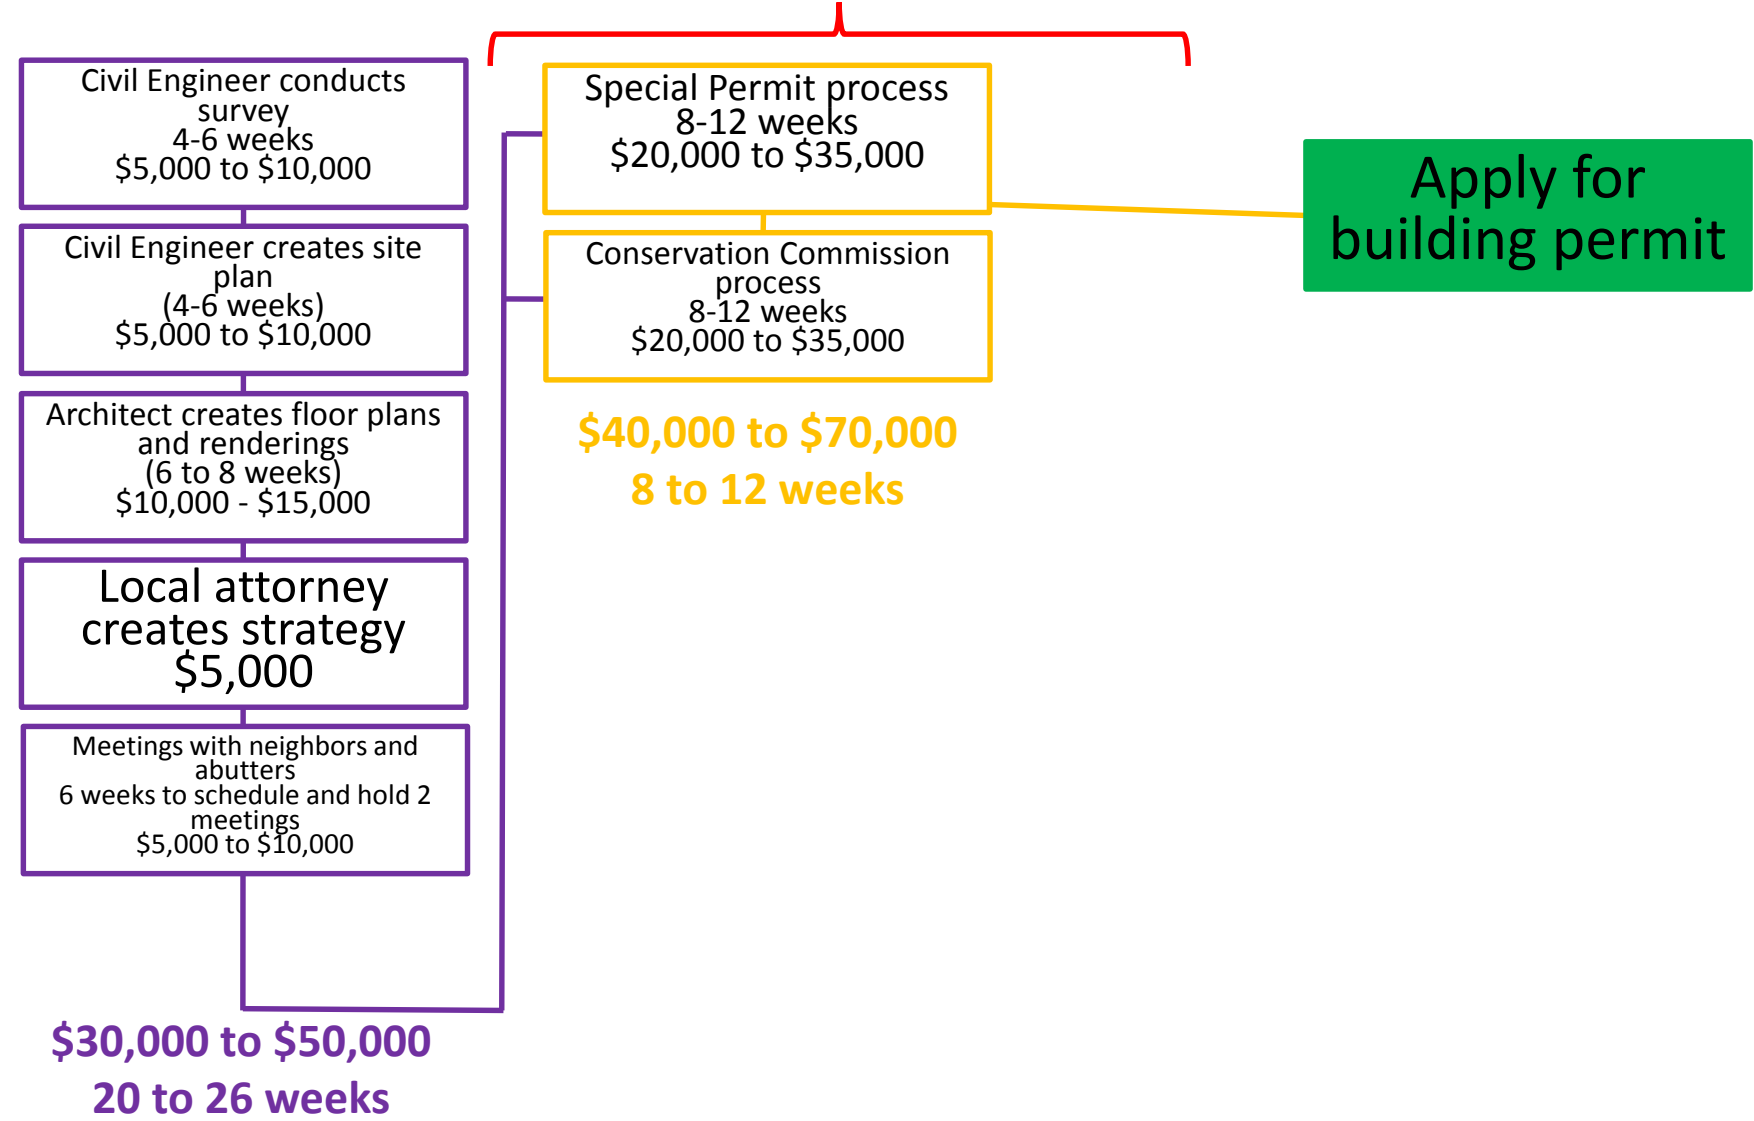 Civil Engineer conducts
survey
4-6 weeks
$5,000 to $10,000
Civil Engineer creates site
plan
(4-6 weeks)
$5,000 to $10,000
Architect creates floor plans
and renderings
(6 to 8 weeks)
$10,000 - $15,000
Local attorney
creates strategy
$5,000
Meetings with neighbors and
abutters
6 weeks to schedule and hold 2
meetings
$5,000 to $10,000
$30,000 to $50,000
20 to 26 weeks
Special Permit process
8-12 weeks
$20,000 to $35,000
Conservation Commission
process
8-12 weeks
$20,000 to $35,000
$40,000 to $70,000
8 to 12 weeks
Apply for
building permit